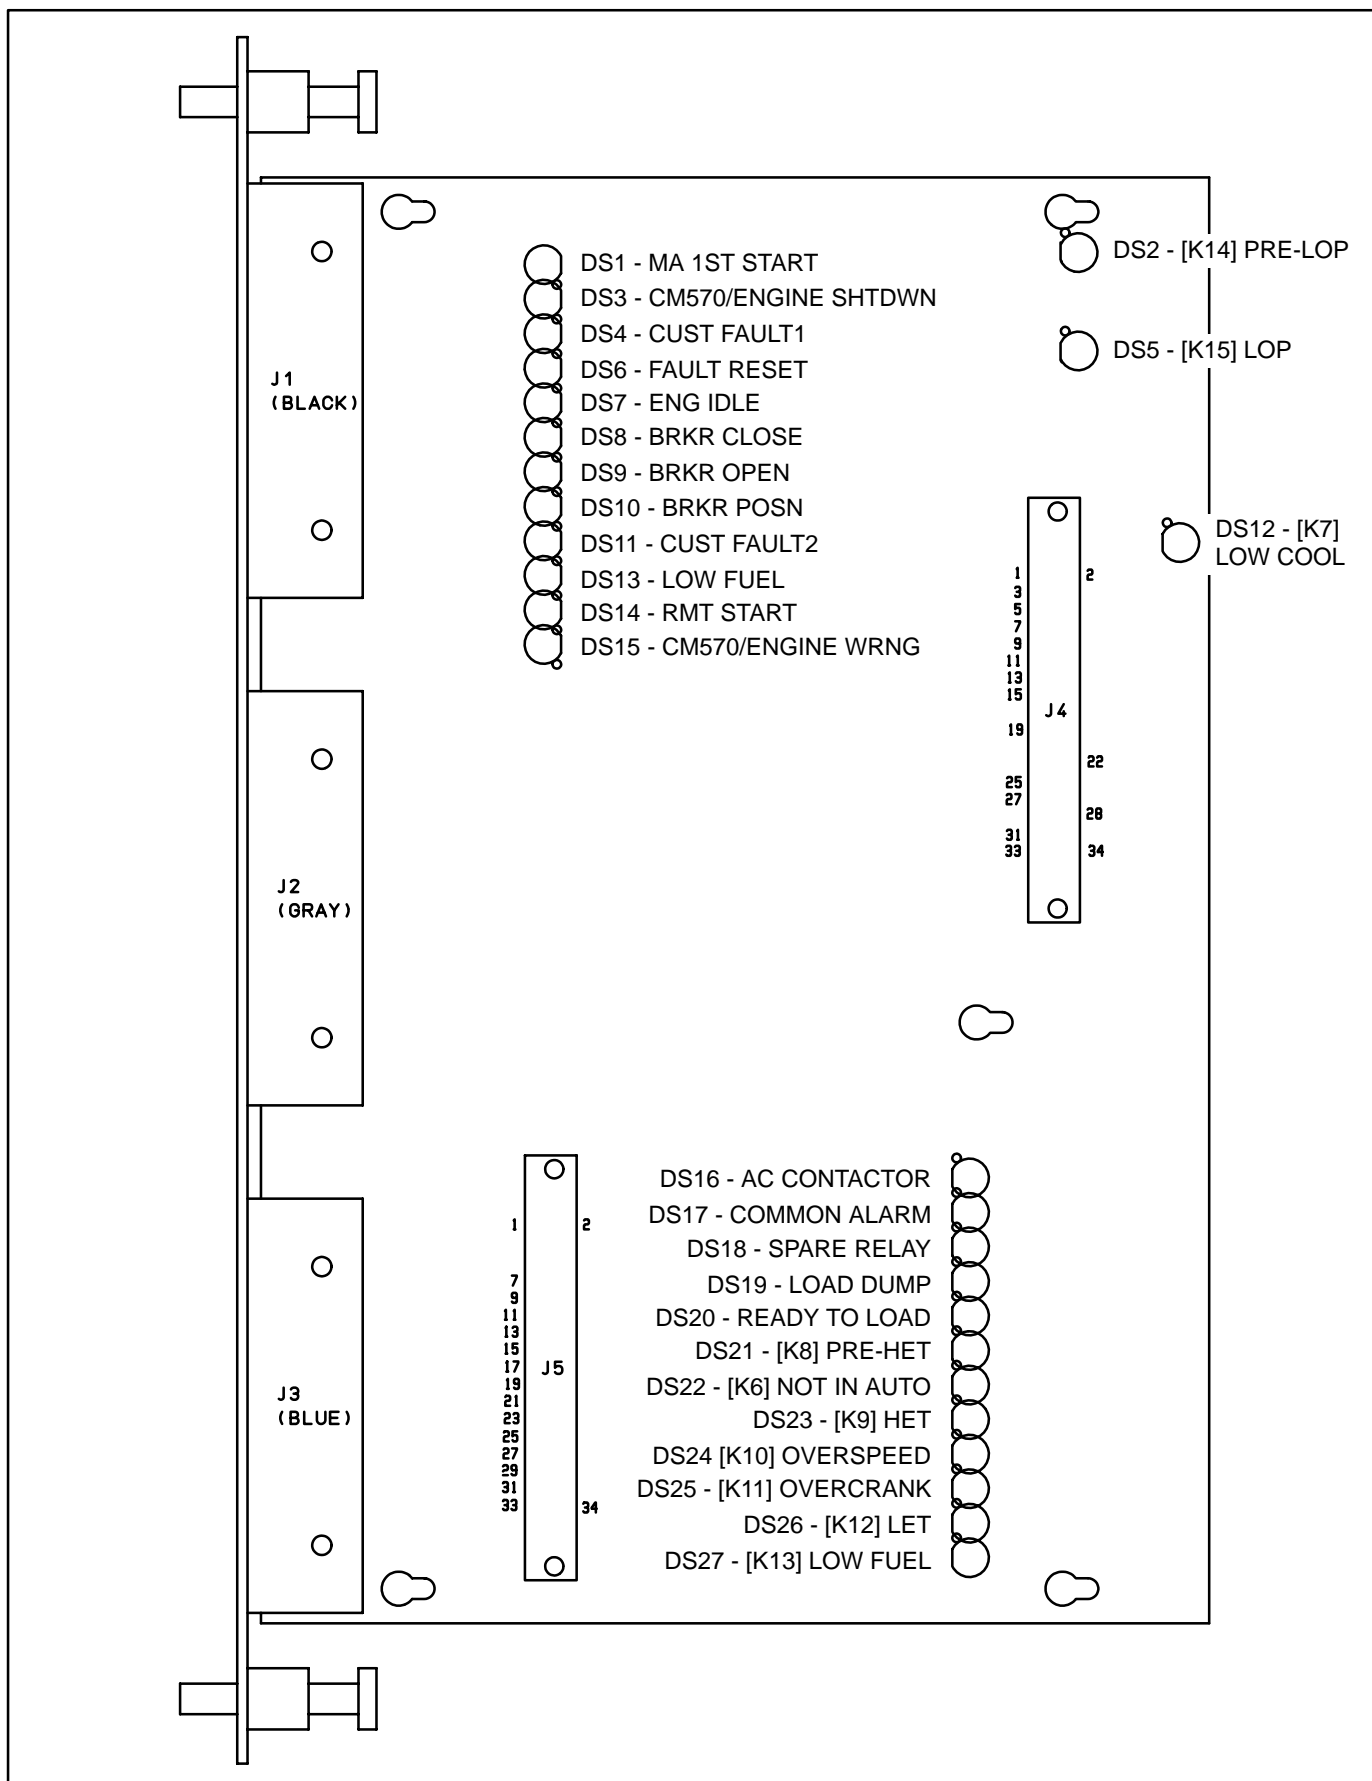 DS1 - MA 1ST START
DS3 - CM570/ENGINE SHTDWN
DS4 - CUST FAULT1
DS6 - FAULT RESET
DS7 - ENG IDLE
DS8 - BRKR CLOSE
DS9 - BRKR OPEN
DS10 - BRKR POSN
DS11 - CUST FAULT2
DS13 - LOW FUEL
DS14 - RMT START
DS15 - CM570/ENGINE WRNG
DS2 - [K14] PRE-LOP
DS5 - [K15] LOP
DS12 - [K7]
LOW COOL
J1
(BLACK)
J2
(GRAY)
J3
(BLUE)
J4
1
2
3
5
7
9
11
13
15
19
22
25
27
28
31
33
34
J5
1
2
7
9
11
13
15
17
19
21
23
25
27
29
31
33
34
DS16 - AC CONTACTOR
DS17 - COMMON ALARM
DS18 - SPARE RELAY
DS19 - LOAD DUMP
DS20 - READY TO LOAD
DS21 - [K8] PRE-HET
DS22 - [K6] NOT IN AUTO
DS23 - [K9] HET
DS24 [K10] OVERSPEED
DS25 - [K11] OVERCRANK
DS26 - [K12] LET
DS27 - [K13] LOW FUEL